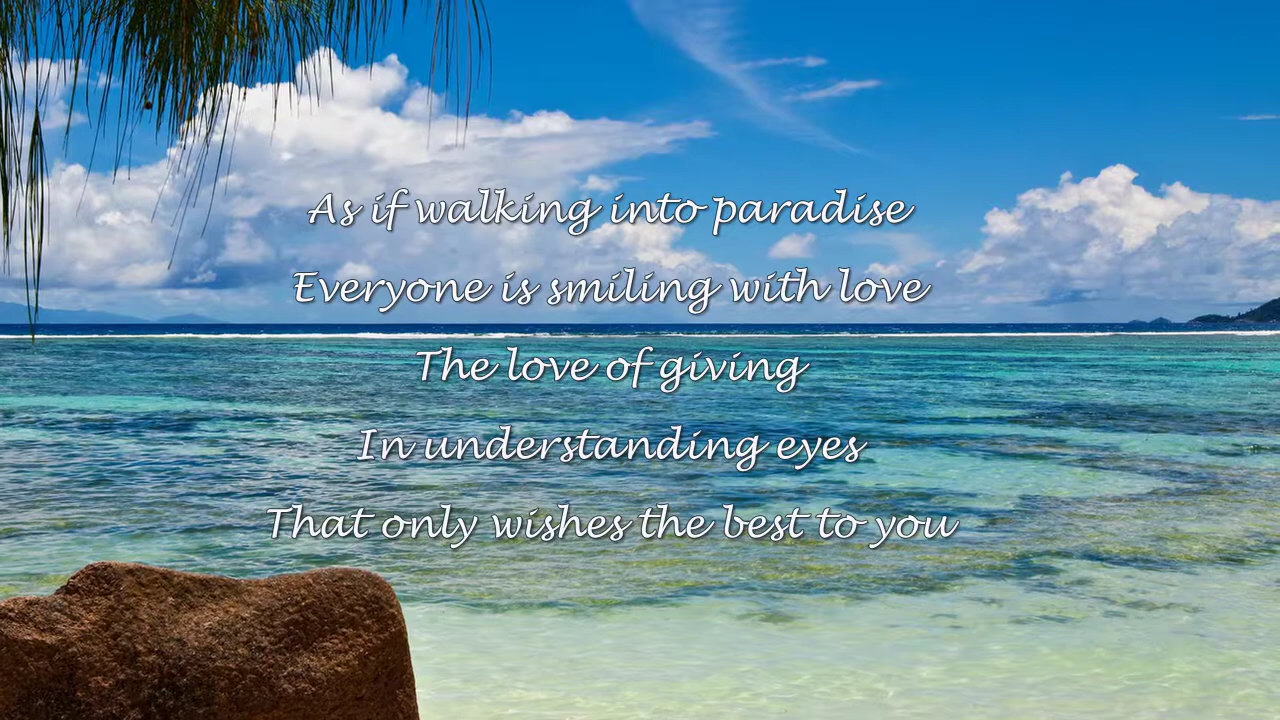 As if walking into paradise
Everyone is smiling with love
The love of giving
In understanding eyes
That only wishes the best to you